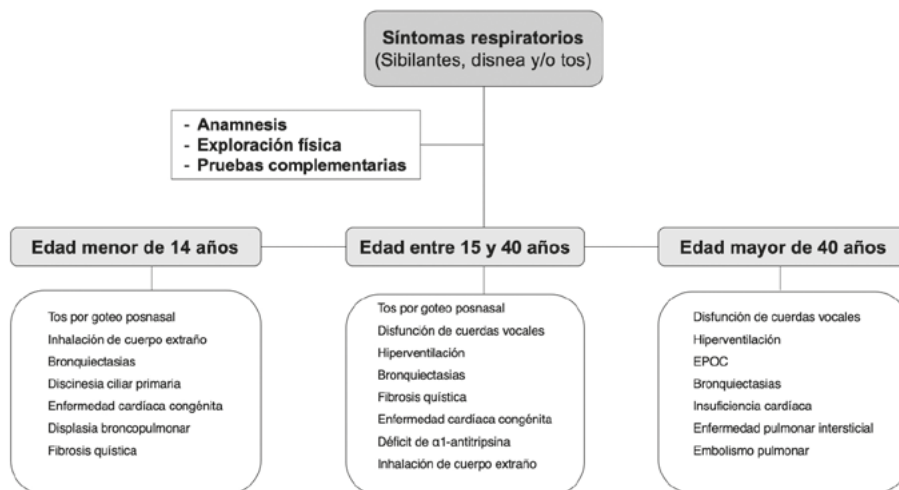 Síntomas respiratorios
(Sibilantes, disnea y/o tos)
- Anamnesis
- Exploración física
- Pruebas complementarias
Edad menor de 14 años
Edad entre 15 y 40 años
Edad mayor de 40 años
Tos por goteo posnasal
Inhalación de cuerpo extraño
Bronquiectasias
Discinesia ciliar primaria
Enfermedad cardíaca congénita
Displasia broncopulmonar
Fibrosis quística
Tos por goteo posnasal
Disfunción de cuerdas vocales
Hiperventilación
Bronquiectasias
Fibrosis quística
Enfermedad cardíaca congénita
Déficit de α1-antitripsina
Inhalación de cuerpo extraño
Disfunción de cuerdas vocales
Hiperventilación
EPOC
Bronquiectasias
Insuficiencia cardíaca
Enfermedad pulmonar intersticial
Embolismo pulmonar